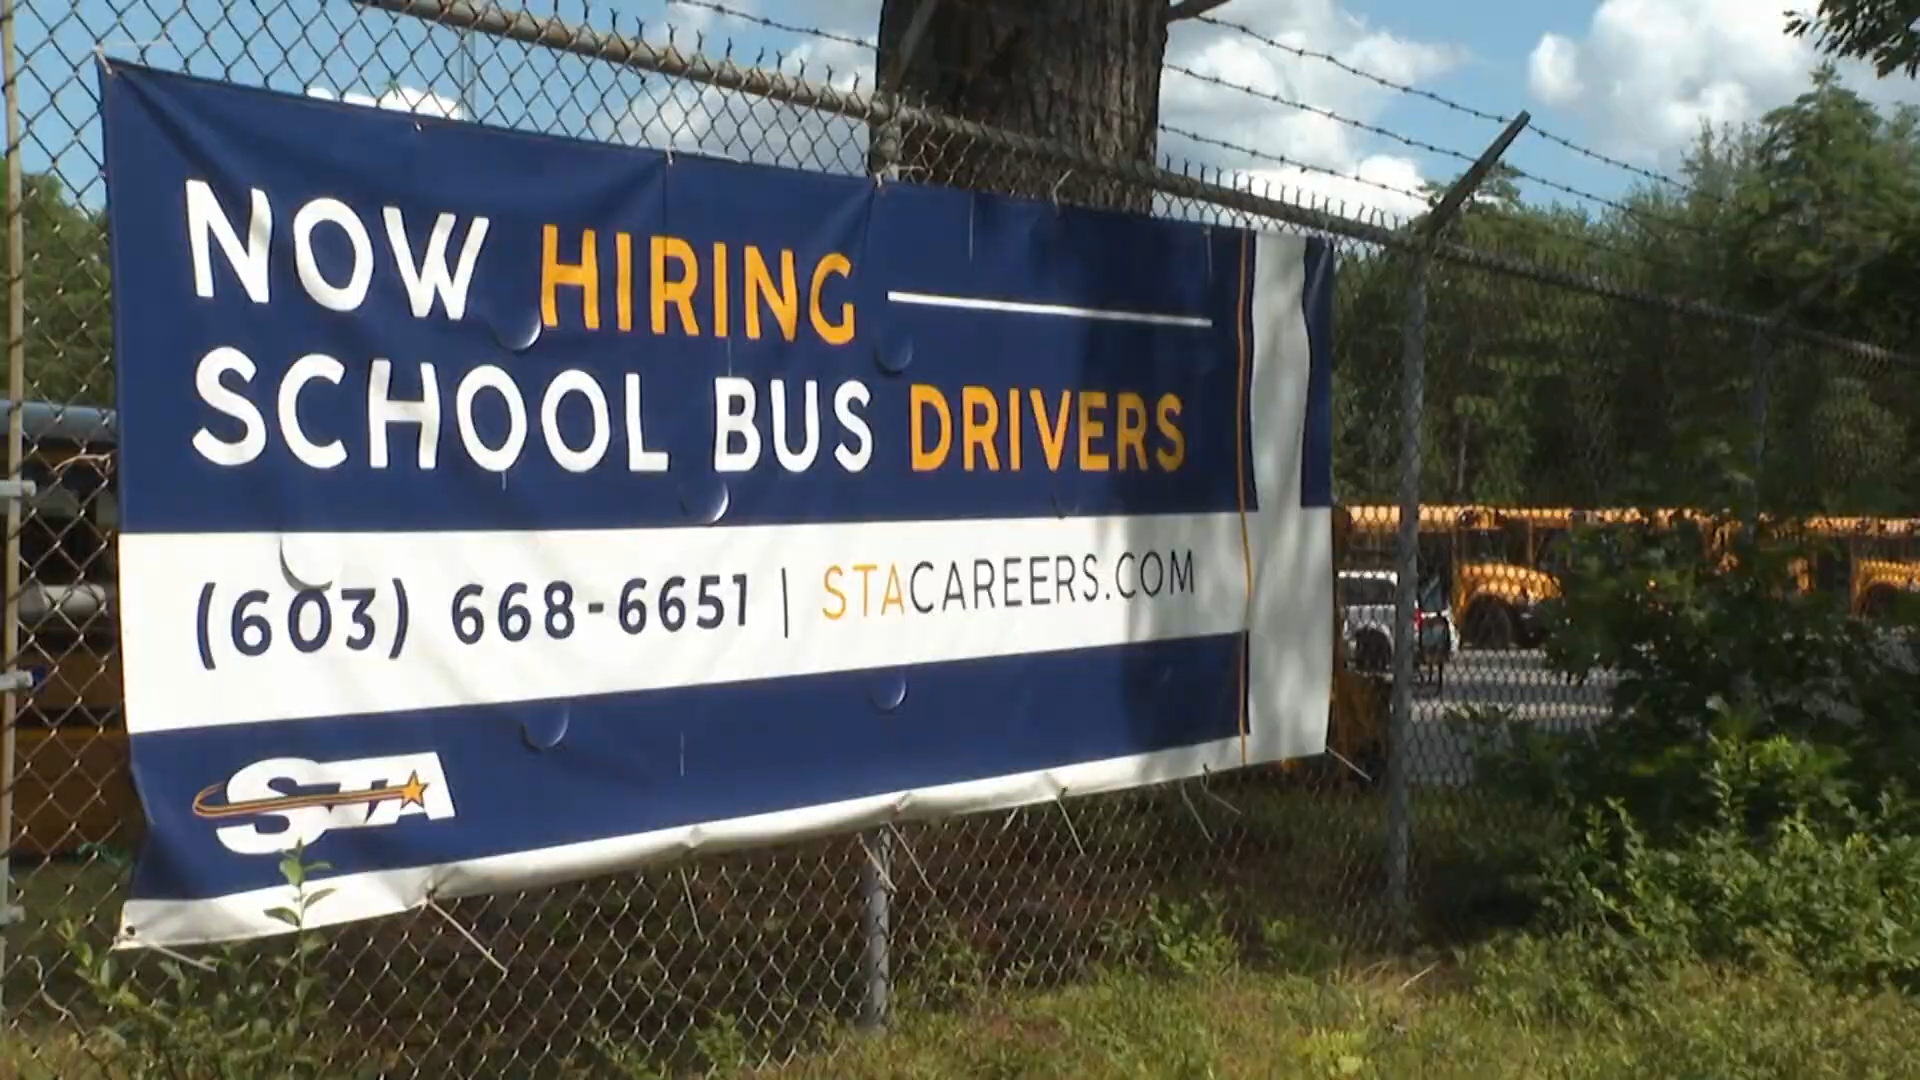 NOW HIRING
SCHOOL BUS DRIVERS
(603) 668-6651 | STACAREERS.COM
STA